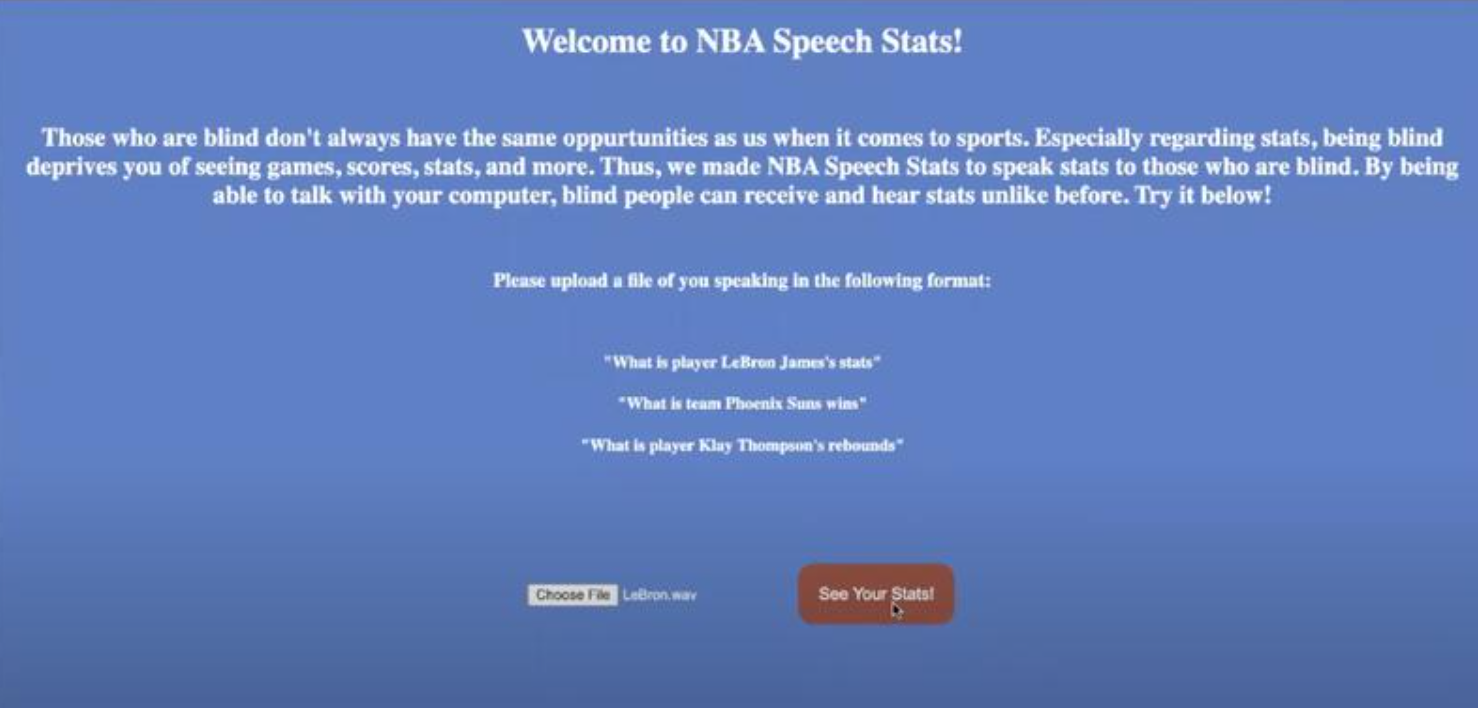 Welcome to NBA Speech Stats!
Those who are blind don't always have the same oppurtunities as us when it comes to sports. Especially regarding stats, being blind
deprives you of seeing games, scores, stats, and more. Thus, we made NBA Speech Stats to speak stats to those who are blind. By being
able to talk with your computer, blind people can receive and hear stats unlike before. Try it below!
Please upload a file of you speaking in the following format:
"What is player LeBron James's stats"
"What is team Phoenix Suns wins"
"What is player Klay Thompson's rebounds"
Choose File LeBron.wav See Your Stats!